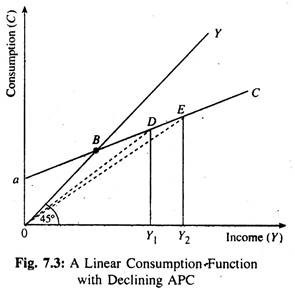 Consumption (C)
Y
C
D
E
B
a
45°
0
Y1
Y2
Income (Y)
Fig. 7.3: A Linear Consumption-Function
with Declining APC